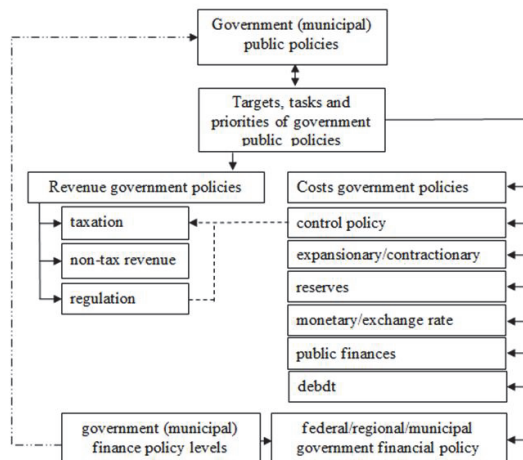 Government (municipal)
public policies
Targets, tasks and
priorities of government
public policies
Revenue government policies
taxation
non-tax revenue
regulation
Costs government policies
control policy
expansionary/contractionary
reserves
monetary/exchange rate
public finances
debdt
government (municipal)
finance policy levels
federal/regional/municipal
government financial policy